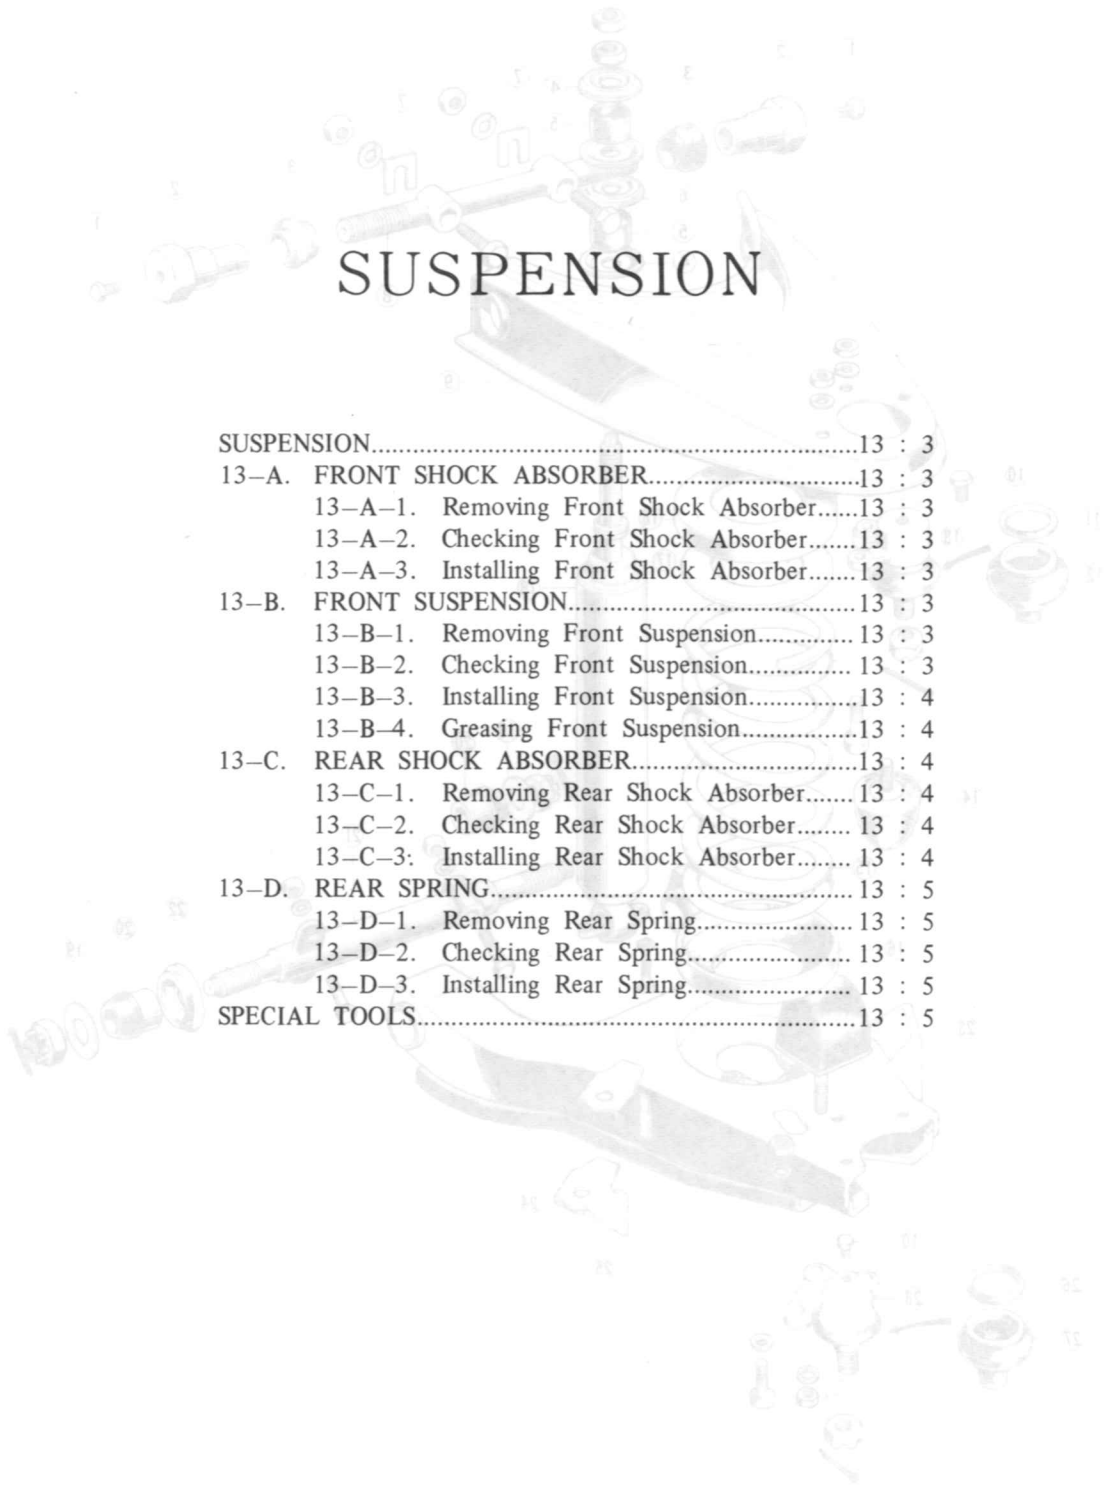 SUSPENSION
SUSPENSION............................................................13 : 3
13–A. FRONT SHOCK ABSORBER..........................13 : 3
13–A–1. Removing Front Shock Absorber......13 : 3
13–A–2. Checking Front Shock Absorber.......13 : 3
13–A–3. Installing Front Shock Absorber.......13 : 3
13–B. FRONT SUSPENSION....................................13 : 3
13–B–1. Removing Front Suspension..............13 : 3
13–B–2. Checking Front Suspension...............13 : 3
13–B–3. Installing Front Suspension...............13 : 4
13–B–4. Greasing Front Suspension................13 : 4
13–C. REAR SHOCK ABSORBER............................13 : 4
13–C–1. Removing Rear Shock Absorber.......13 : 4
13–C–2. Checking Rear Shock Absorber........13 : 4
13–C–3. Installing Rear Shock Absorber........13 : 4
13–D. REAR SPRING..............................................13 : 5
13–D–1. Removing Rear Spring......................13 : 5
13–D–2. Checking Rear Spring.......................13 : 5
13–D–3. Installing Rear Spring.......................13 : 5
SPECIAL TOOLS.......................................................13 : 5